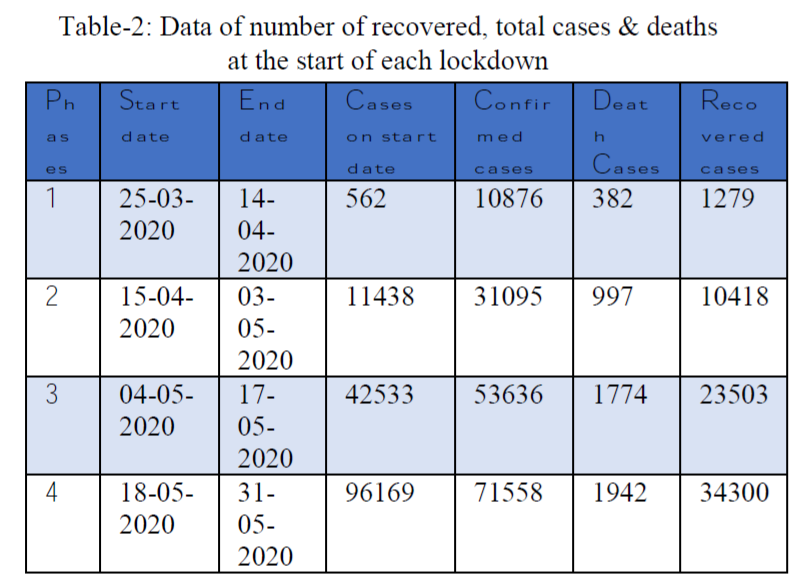 Table-2: Data of number of recovered, total cases & deaths
at the start of each lockdown
Ph Start End Cases Confir Deat Reco
as date date on start med h vered
es date cases Cases cases
1 25-03- 14- 562 10876 382 1279
2020 04-
2020
2 15-04- 03- 11438 31095 997 10418
2020 05-
2020
3 04-05- 17- 42533 53636 1774 23503
2020 05-
2020
4 18-05- 31- 96169 71558 1942 34300
2020 05-
2020